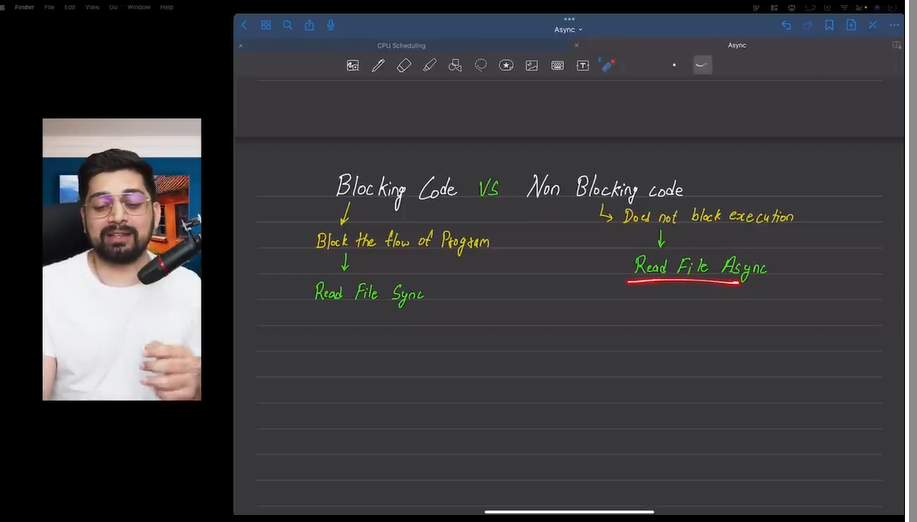 Finder File Edit View Go Window Help
Async
CPU Scheduling
Async
Blocking Code VS Non Blocking code
Does not block execution
Block the flow of Program
Read File Async
Read File Sync